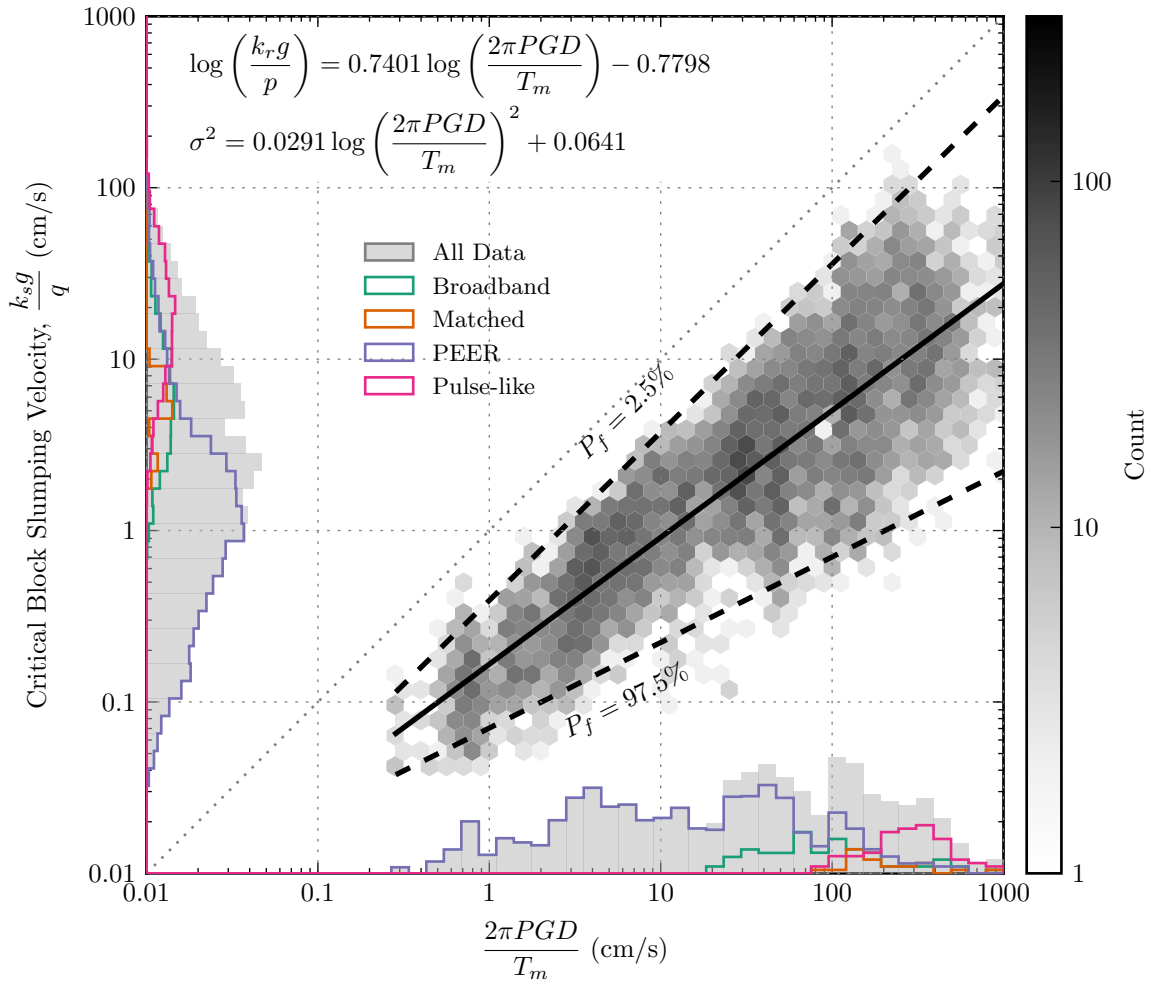 log (k_r g / p) = 0.7401 log (2πPGD / T_m) − 0.7798
σ² = 0.0291 log (2πPGD / T_m)² + 0.0641
All Data
Broadband
Matched
PEER
Pulse-like
P_f = 2.5%
P_f = 97.5%
Critical Block Slumping Velocity, k_s g / q (cm/s)
1000
100
10
1
0.1
0.01
0.01
0.1
1
10
100
1000
2πPGD / T_m (cm/s)
100
10
1
Count